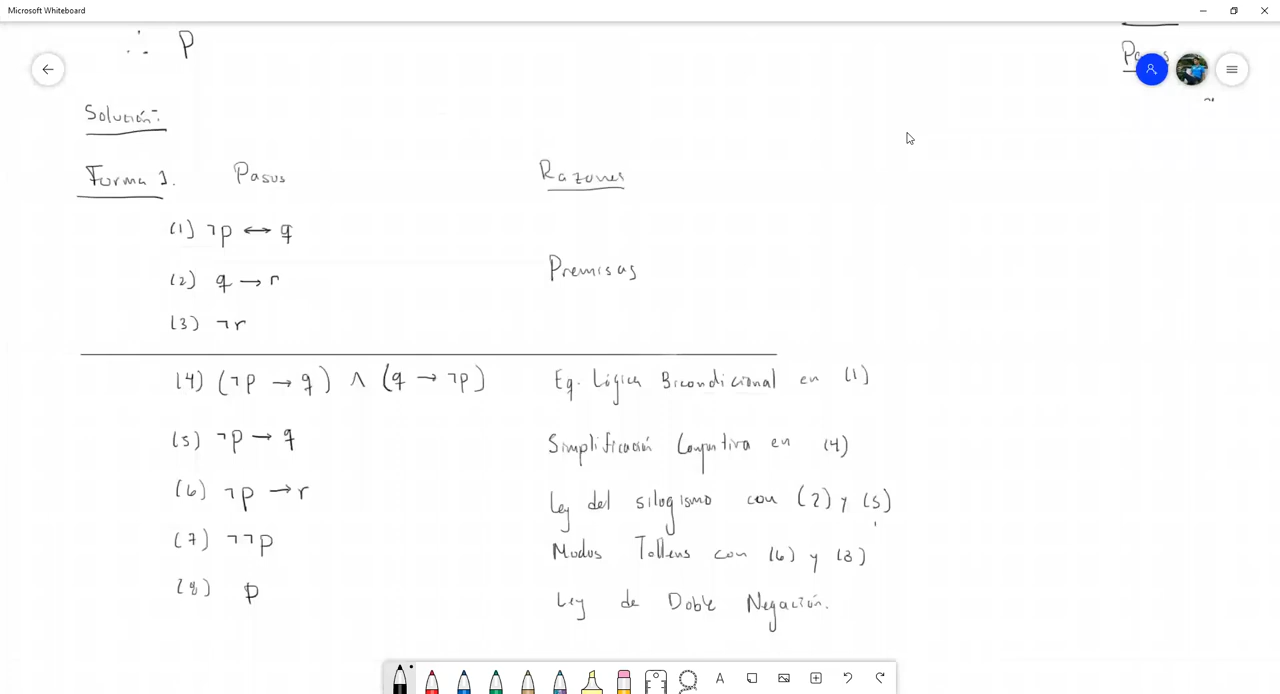 Microsoft Whiteboard
∴ P
Solución:
Forma 1. Pasos Razones
(1) ¬p ↔ q
(2) q → r Premisas
(3) ¬r
(4) (¬p → q) ∧ (q → ¬p) Eq. Lógica Bicondicional en (1)
(5) ¬p → q Simplificación Conjuntiva en (4)
(6) ¬p → r Ley del silogismo con (2) y (5)
(7) ¬¬p Modus Tollens con (6) y (3)
(8) p Ley de Doble Negación.
A